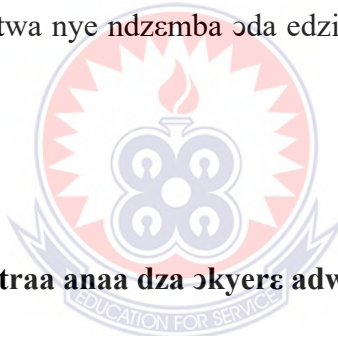 twa nye ndzɛmba ɔda edzi
traa anaa dza ɔkyerɛ adw
EDUCATION FOR SERVICE